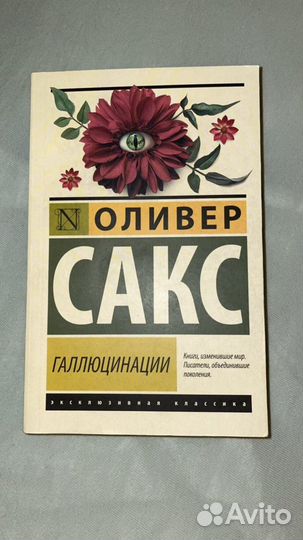 N ОЛИВЕР
САКС
ГАЛЛЮЦИНАЦИИ
Книги, изменившие мир.
Писатели, объединившие
поколения.
ЭКСКЛЮЗИВНАЯ КЛАССИКА
Avito